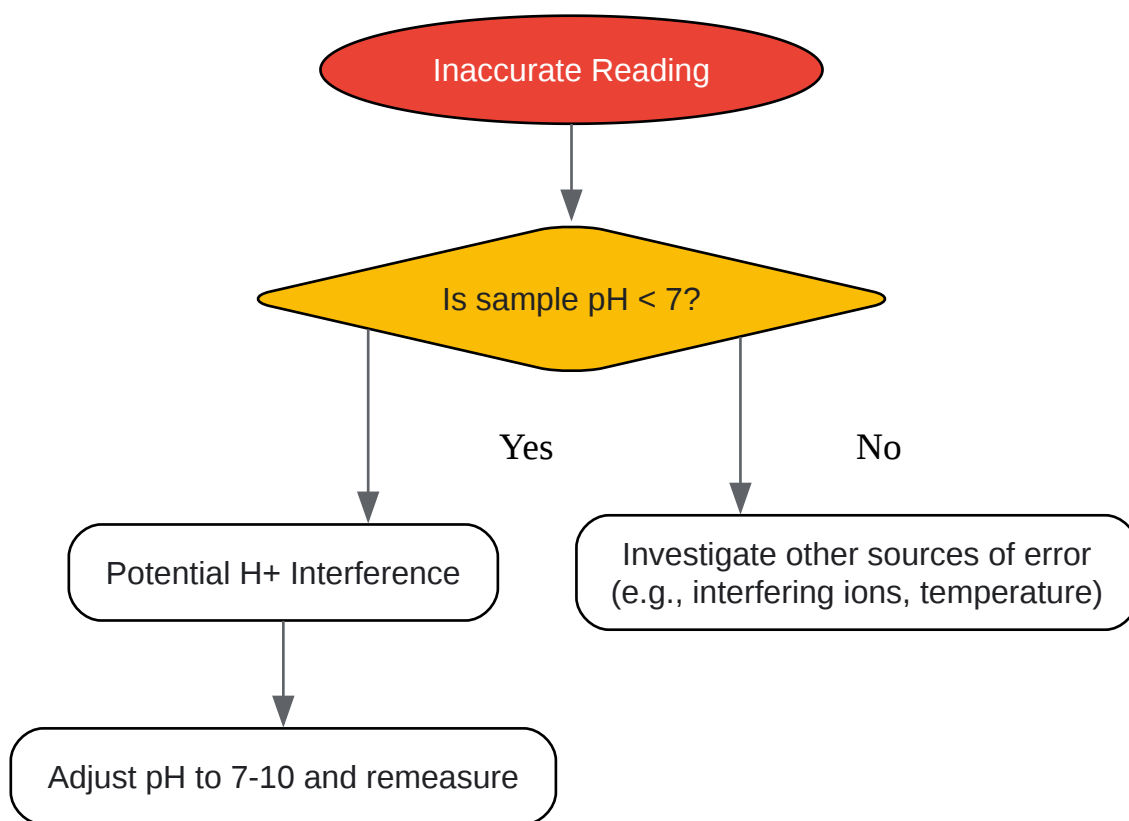 Inaccurate Reading
Is sample pH < 7?
Yes
No
Potential H+ Interference
Investigate other sources of error
(e.g., interfering ions, temperature)
Adjust pH to 7-10 and remeasure